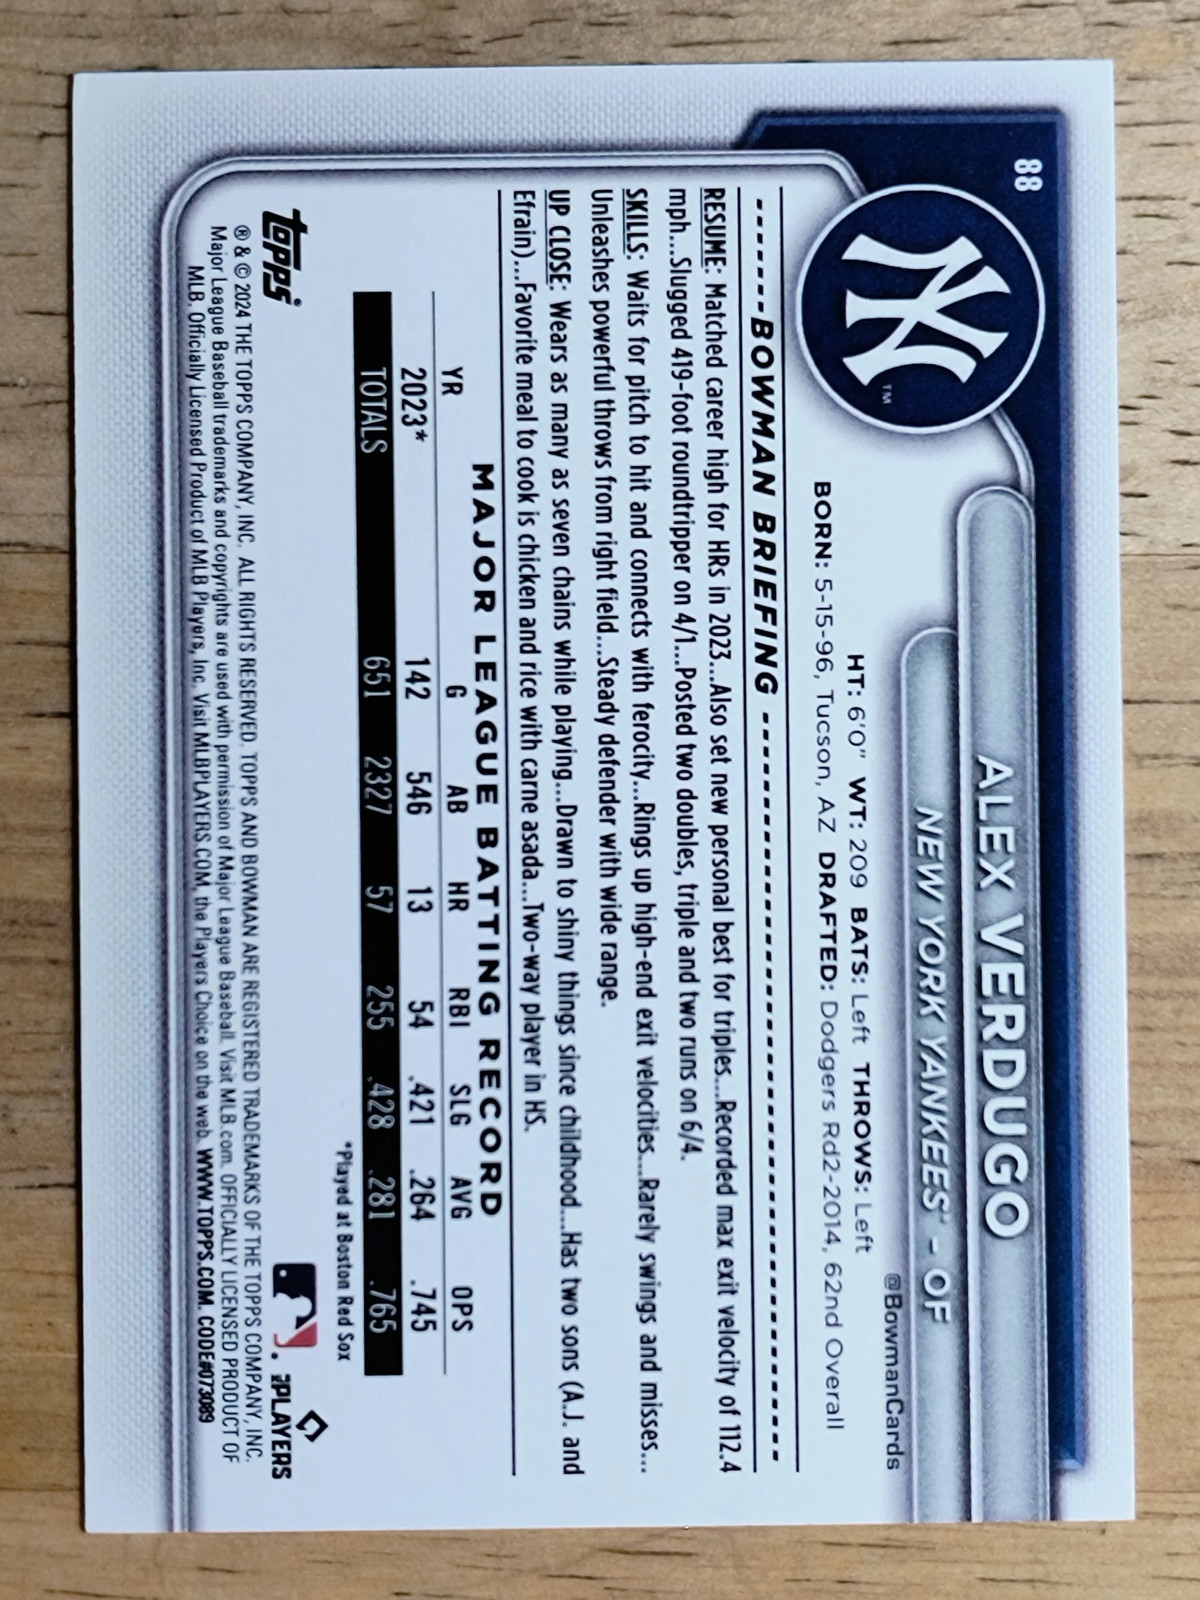 88
NY
TM
ALEX VERDUGO
NEW YORK YANKEES® - OF
@BowmanCards
HT: 6'0" WT: 209 BATS: Left THROWS: Left
BORN: 5-15-96, Tucson, AZ DRAFTED: Dodgers Rd2-2014, 62nd Overall
------BOWMAN BRIEFING ------
RESUME: Matched career high for HRs in 2023...Also set new personal best for triples...Recorded max exit velocity of 112.4
mph...Slugged 419-foot roundtripper on 4/1...Posted two doubles, triple and two runs on 6/4.
SKILLS: Waits for pitch to hit and connects with ferocity...Rings up high-end exit velocities...Rarely swings and misses...
Unleashes powerful throws from right field...Steady defender with wide range.
UP CLOSE: Wears as many as seven chains while playing...Drawn to shiny things since childhood...Has two sons (A.J. and
Efrain)...Favorite meal to cook is chicken and rice with carne asada...Two-way player in HS.
MAJOR LEAGUE BATTING RECORD
YR G AB HR RBI SLG AVG OPS
2023* 142 546 13 54 .421 .264 .745
TOTALS 651 2327 57 255 .428 .281 .765
*Played at Boston Red Sox
topps
PLAYERS
® & © 2024 THE TOPPS COMPANY, INC. ALL RIGHTS RESERVED. TOPPS AND BOWMAN ARE REGISTERED TRADEMARKS OF THE TOPPS COMPANY, INC.
Major League Baseball trademarks and copyrights are used with permission of Major League Baseball. Visit MLB.com. OFFICIALLY LICENSED PRODUCT OF
MLB. Officially Licensed Product of MLB Players, Inc. Visit MLBPLAYERS.COM, the Players Choice on the web. WWW.TOPPS.COM. CODE#073089